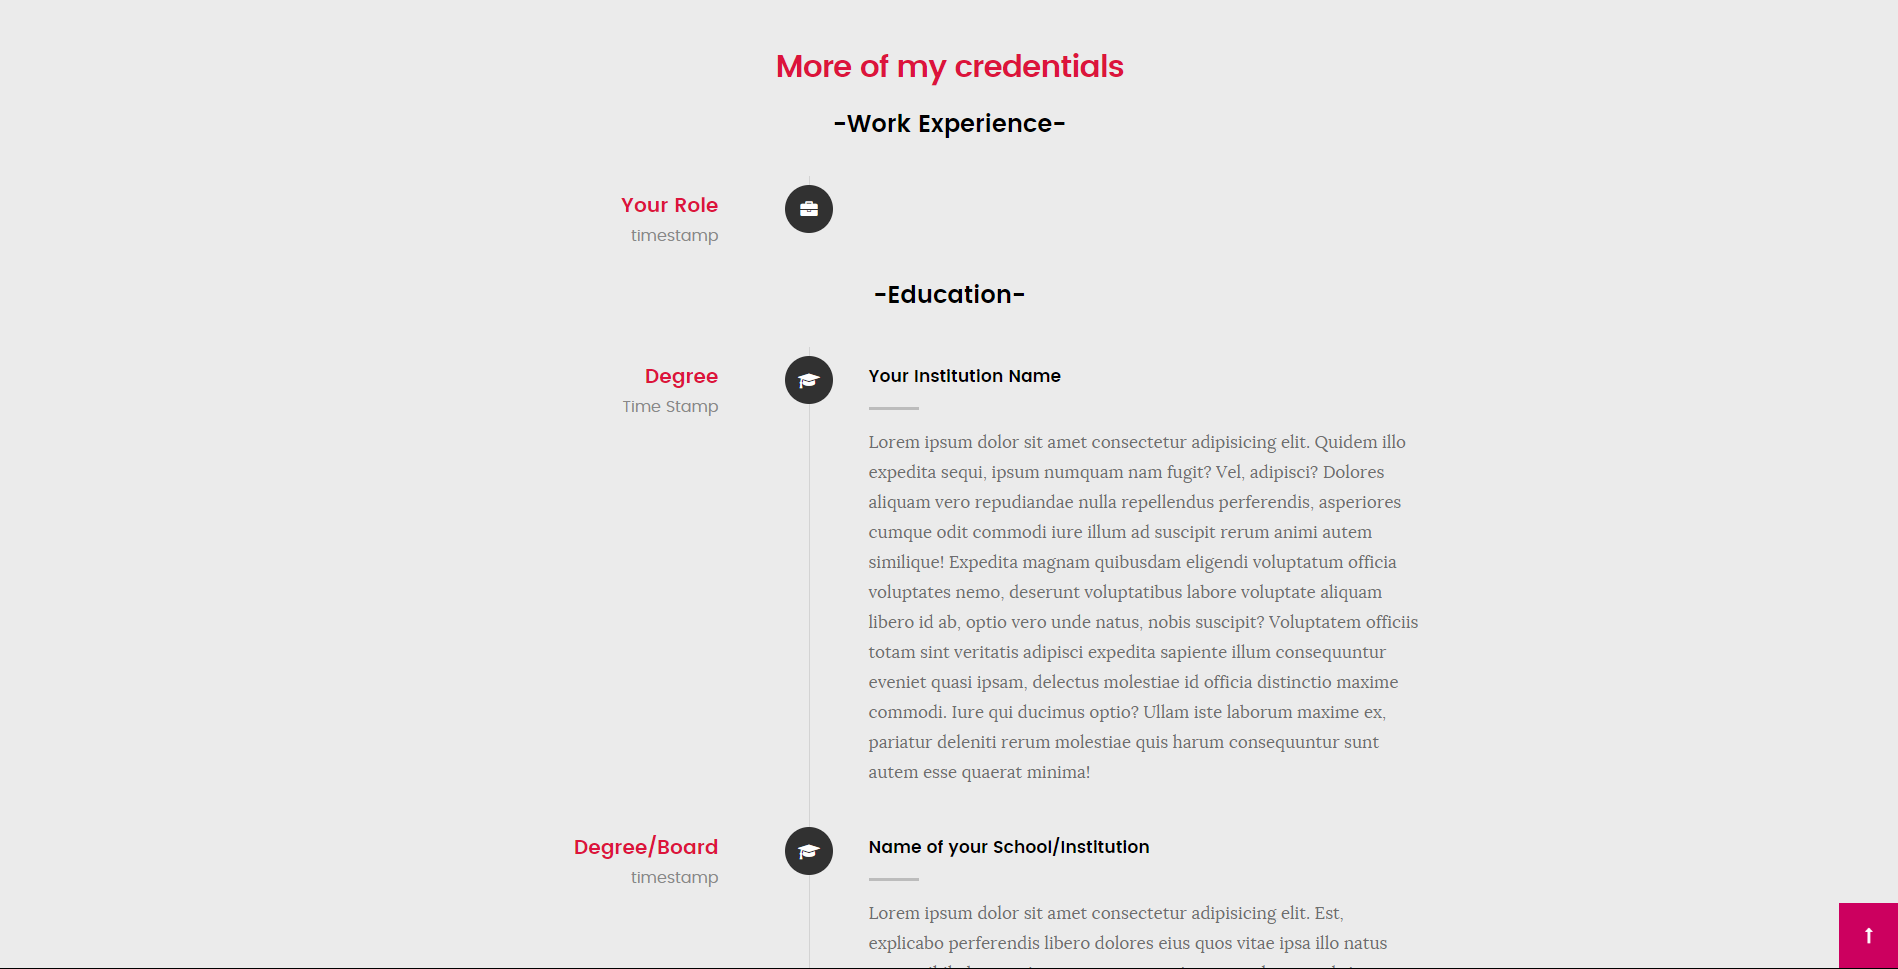 More of my credentials
-Work Experience-
Your Role
timestamp
-Education-
Degree
Time Stamp
Your Institution Name
Lorem ipsum dolor sit amet consectetur adipisicing elit. Quidem illo
expedita sequi, ipsum numquam nam fugit? Vel, adipisci? Dolores
aliquam vero repudiandae nulla repellendus perferendis, asperiores
cumque odit commodi iure illum ad suscipit rerum animi autem
similique! Expedita magnam quibusdam eligendi voluptatum officia
voluptates nemo, deserunt voluptatibus labore voluptate aliquam
libero id ab, optio vero unde natus, nobis suscipit? Voluptatem officiis
totam sint veritatis adipisci expedita sapiente illum consequuntur
eveniet quasi ipsam, delectus molestiae id officia distinctio maxime
commodi. Iure qui ducimus optio? Ullam iste laborum maxime ex,
pariatur deleniti rerum molestiae quis harum consequuntur sunt
autem esse quaerat minima!
Degree/Board
timestamp
Name of your School/Institution
Lorem ipsum dolor sit amet consectetur adipisicing elit. Est,
explicabo perferendis libero dolores eius quos vitae ipsa illo natus